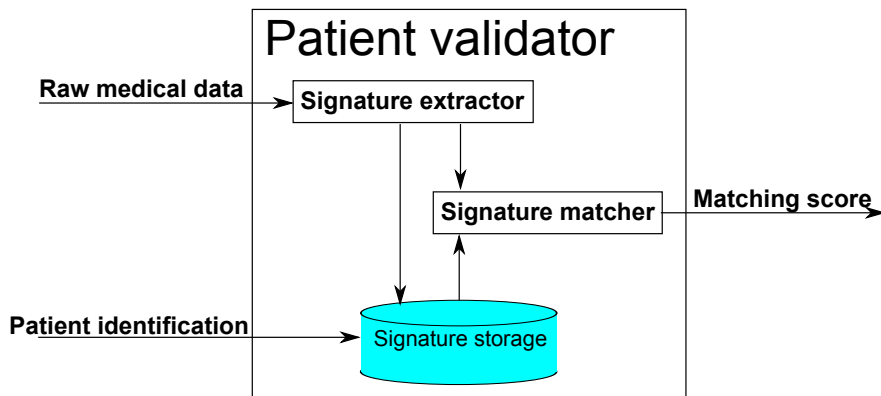 Patient validator
Raw medical data
Signature extractor
Signature matcher
Matching score
Patient identification
Signature storage